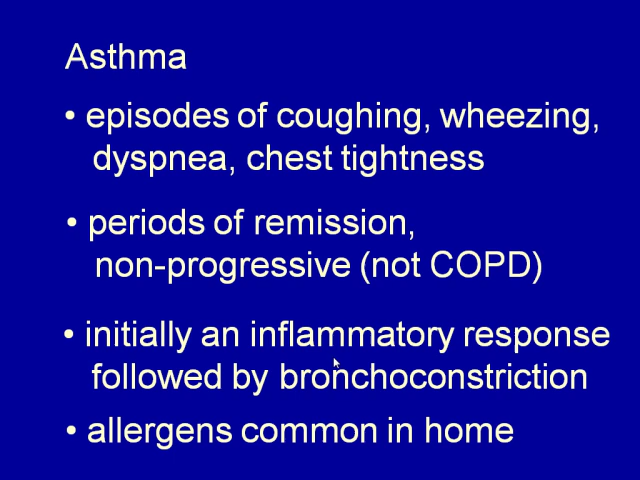 Asthma
• episodes of coughing, wheezing,
dyspnea, chest tightness
• periods of remission,
non-progressive (not COPD)
• initially an inflammatory response
followed by bronchoconstriction
• allergens common in home